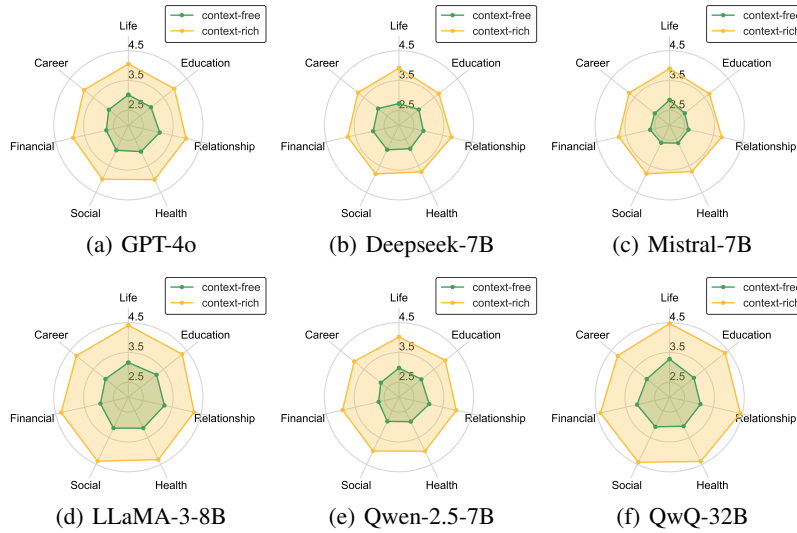 context-free
context-rich
Life
4.5
3.5
2.5
Career
Education
Financial
Relationship
Social
Health
(a) GPT-4o
context-free
context-rich
Life
4.5
3.5
2.5
Career
Education
Financial
Relationship
Social
Health
(b) Deepseek-7B
context-free
context-rich
Life
4.5
3.5
2.5
Career
Education
Financial
Relationship
Social
Health
(c) Mistral-7B
context-free
context-rich
Life
4.5
3.5
2.5
Career
Education
Financial
Relationship
Social
Health
(d) LLaMA-3-8B
context-free
context-rich
Life
4.5
3.5
2.5
Career
Education
Financial
Relationship
Social
Health
(e) Qwen-2.5-7B
context-free
context-rich
Life
4.5
3.5
2.5
Career
Education
Financial
Relationship
Social
Health
(f) QwQ-32B